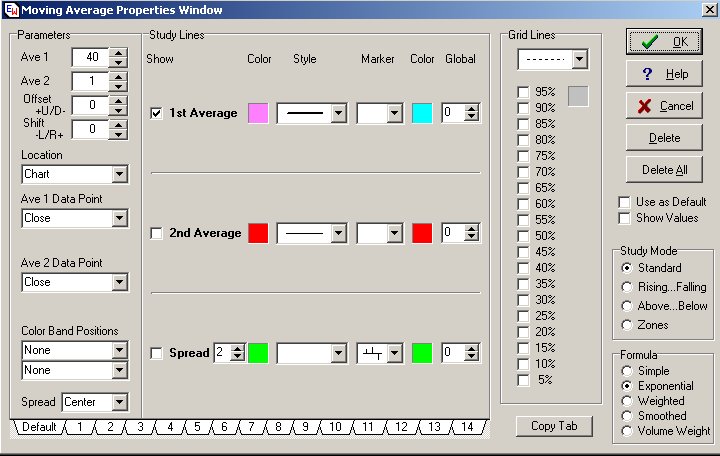 EW Moving Average Properties Window
Parameters
Ave 1 40
Ave 2 1
Offset
+U/D- 0
Shift
-L/R+ 0
Location
Chart
Ave 1 Data Point
Close
Ave 2 Data Point
Close
Color Band Positions
None
None
Spread Center
Study Lines
Show Color Style Marker Color Global
1st Average 0
2nd Average 0
Spread 2 0
Default 1 2 3 4 5 6 7 8 9 10 11 12 13 14
Grid Lines
95%
90%
85%
80%
75%
70%
65%
60%
55%
50%
45%
40%
35%
30%
25%
20%
15%
10%
5%
Copy Tab
OK
Help
Cancel
Delete
Delete All
Use as Default
Show Values
Study Mode
Standard
Rising...Falling
Above...Below
Zones
Formula
Simple
Exponential
Weighted
Smoothed
Volume Weight